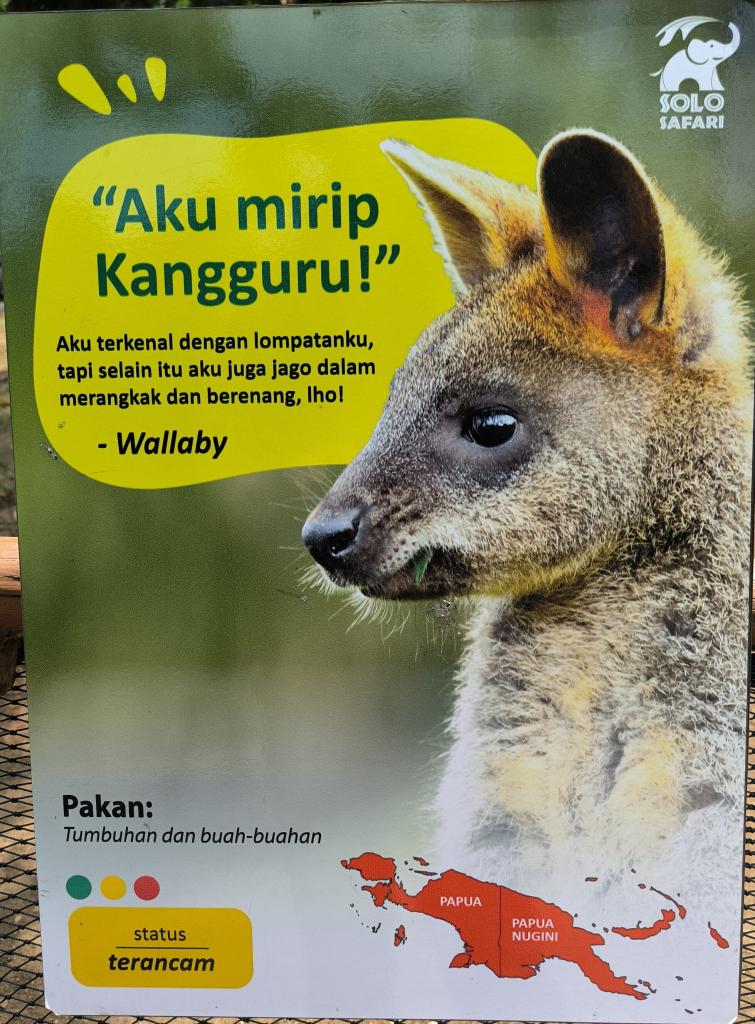 SOLO
SAFARI
“Aku mirip
Kangguru!”
Aku terkenal dengan lompatanku,
tapi selain itu aku juga jago dalam
merangkak dan berenang, lho!
- Wallaby
Pakan:
Tumbuhan dan buah-buahan
status
terancam
PAPUA
PAPUA
NUGINI